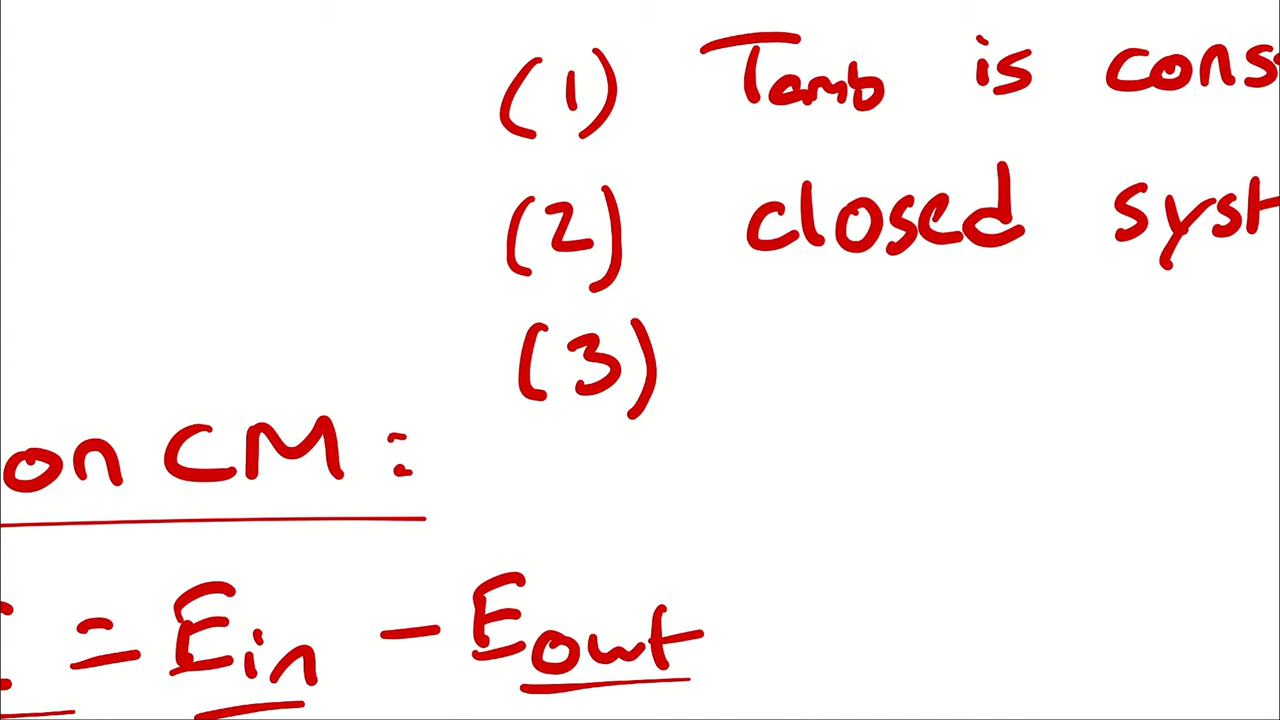 (1) Tamb is cons
(2) closed syst
(3)
on CM:
= Ein - Eout